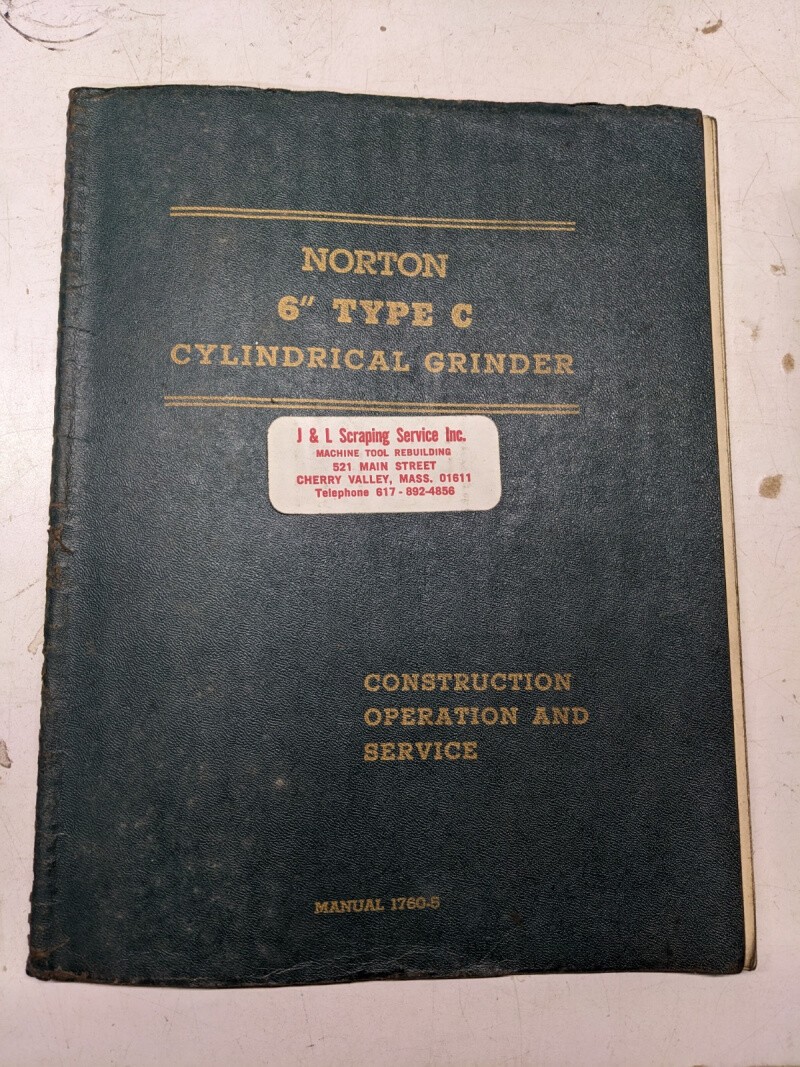 NORTON
6" TYPE C
CYLINDRICAL GRINDER
J & L Scraping Service Inc.
MACHINE TOOL REBUILDING
521 MAIN STREET
CHERRY VALLEY, MASS. 01611
Telephone 617 - 892-4856
CONSTRUCTION
OPERATION AND
SERVICE
MANUAL 1760-5